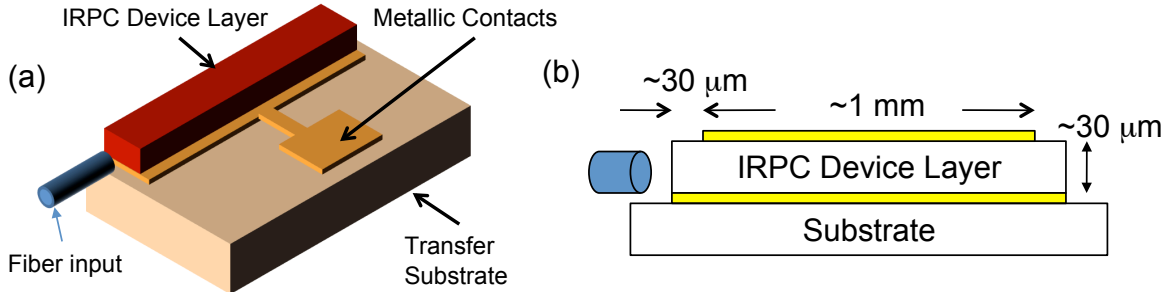 IRPC Device Layer
Metallic Contacts
(a)
Fiber input
Transfer
Substrate
(b)
~30 μm
~1 mm
~30 μm
IRPC Device Layer
Substrate